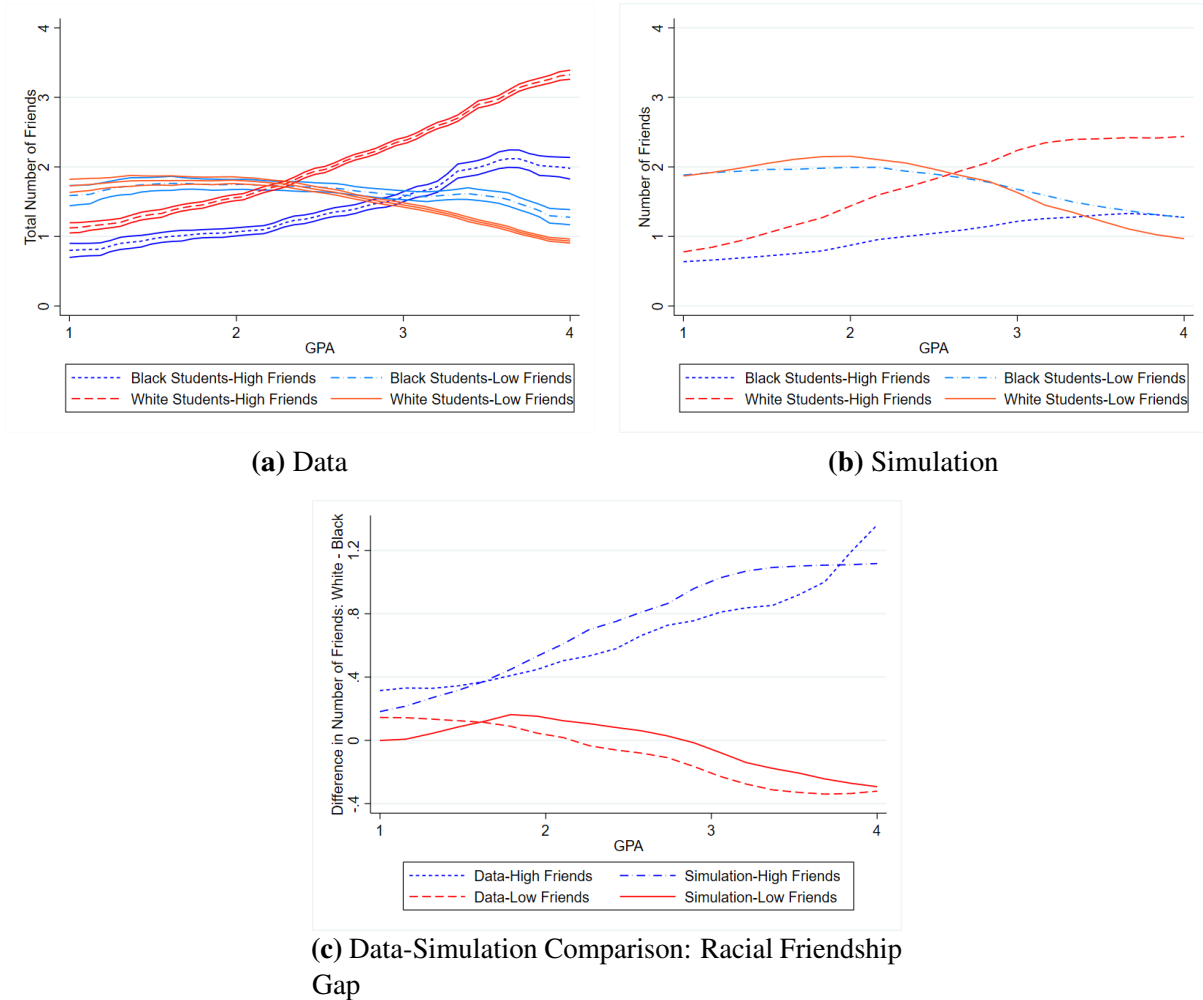 Total Number of Friends
4
3
2
1
0
1 2 3 4
GPA
Black Students-High Friends Black Students-Low Friends
White Students-High Friends White Students-Low Friends
(a) Data
Number of Friends
4
3
2
1
0
1 2 3 4
GPA
Black Students-High Friends Black Students-Low Friends
White Students-High Friends White Students-Low Friends
(b) Simulation
Difference in Number of Friends: White - Black
1.2
.8
.4
0
-.4
1 2 3 4
GPA
Data-High Friends Simulation-High Friends
Data-Low Friends Simulation-Low Friends
(c) Data-Simulation Comparison: Racial Friendship
Gap